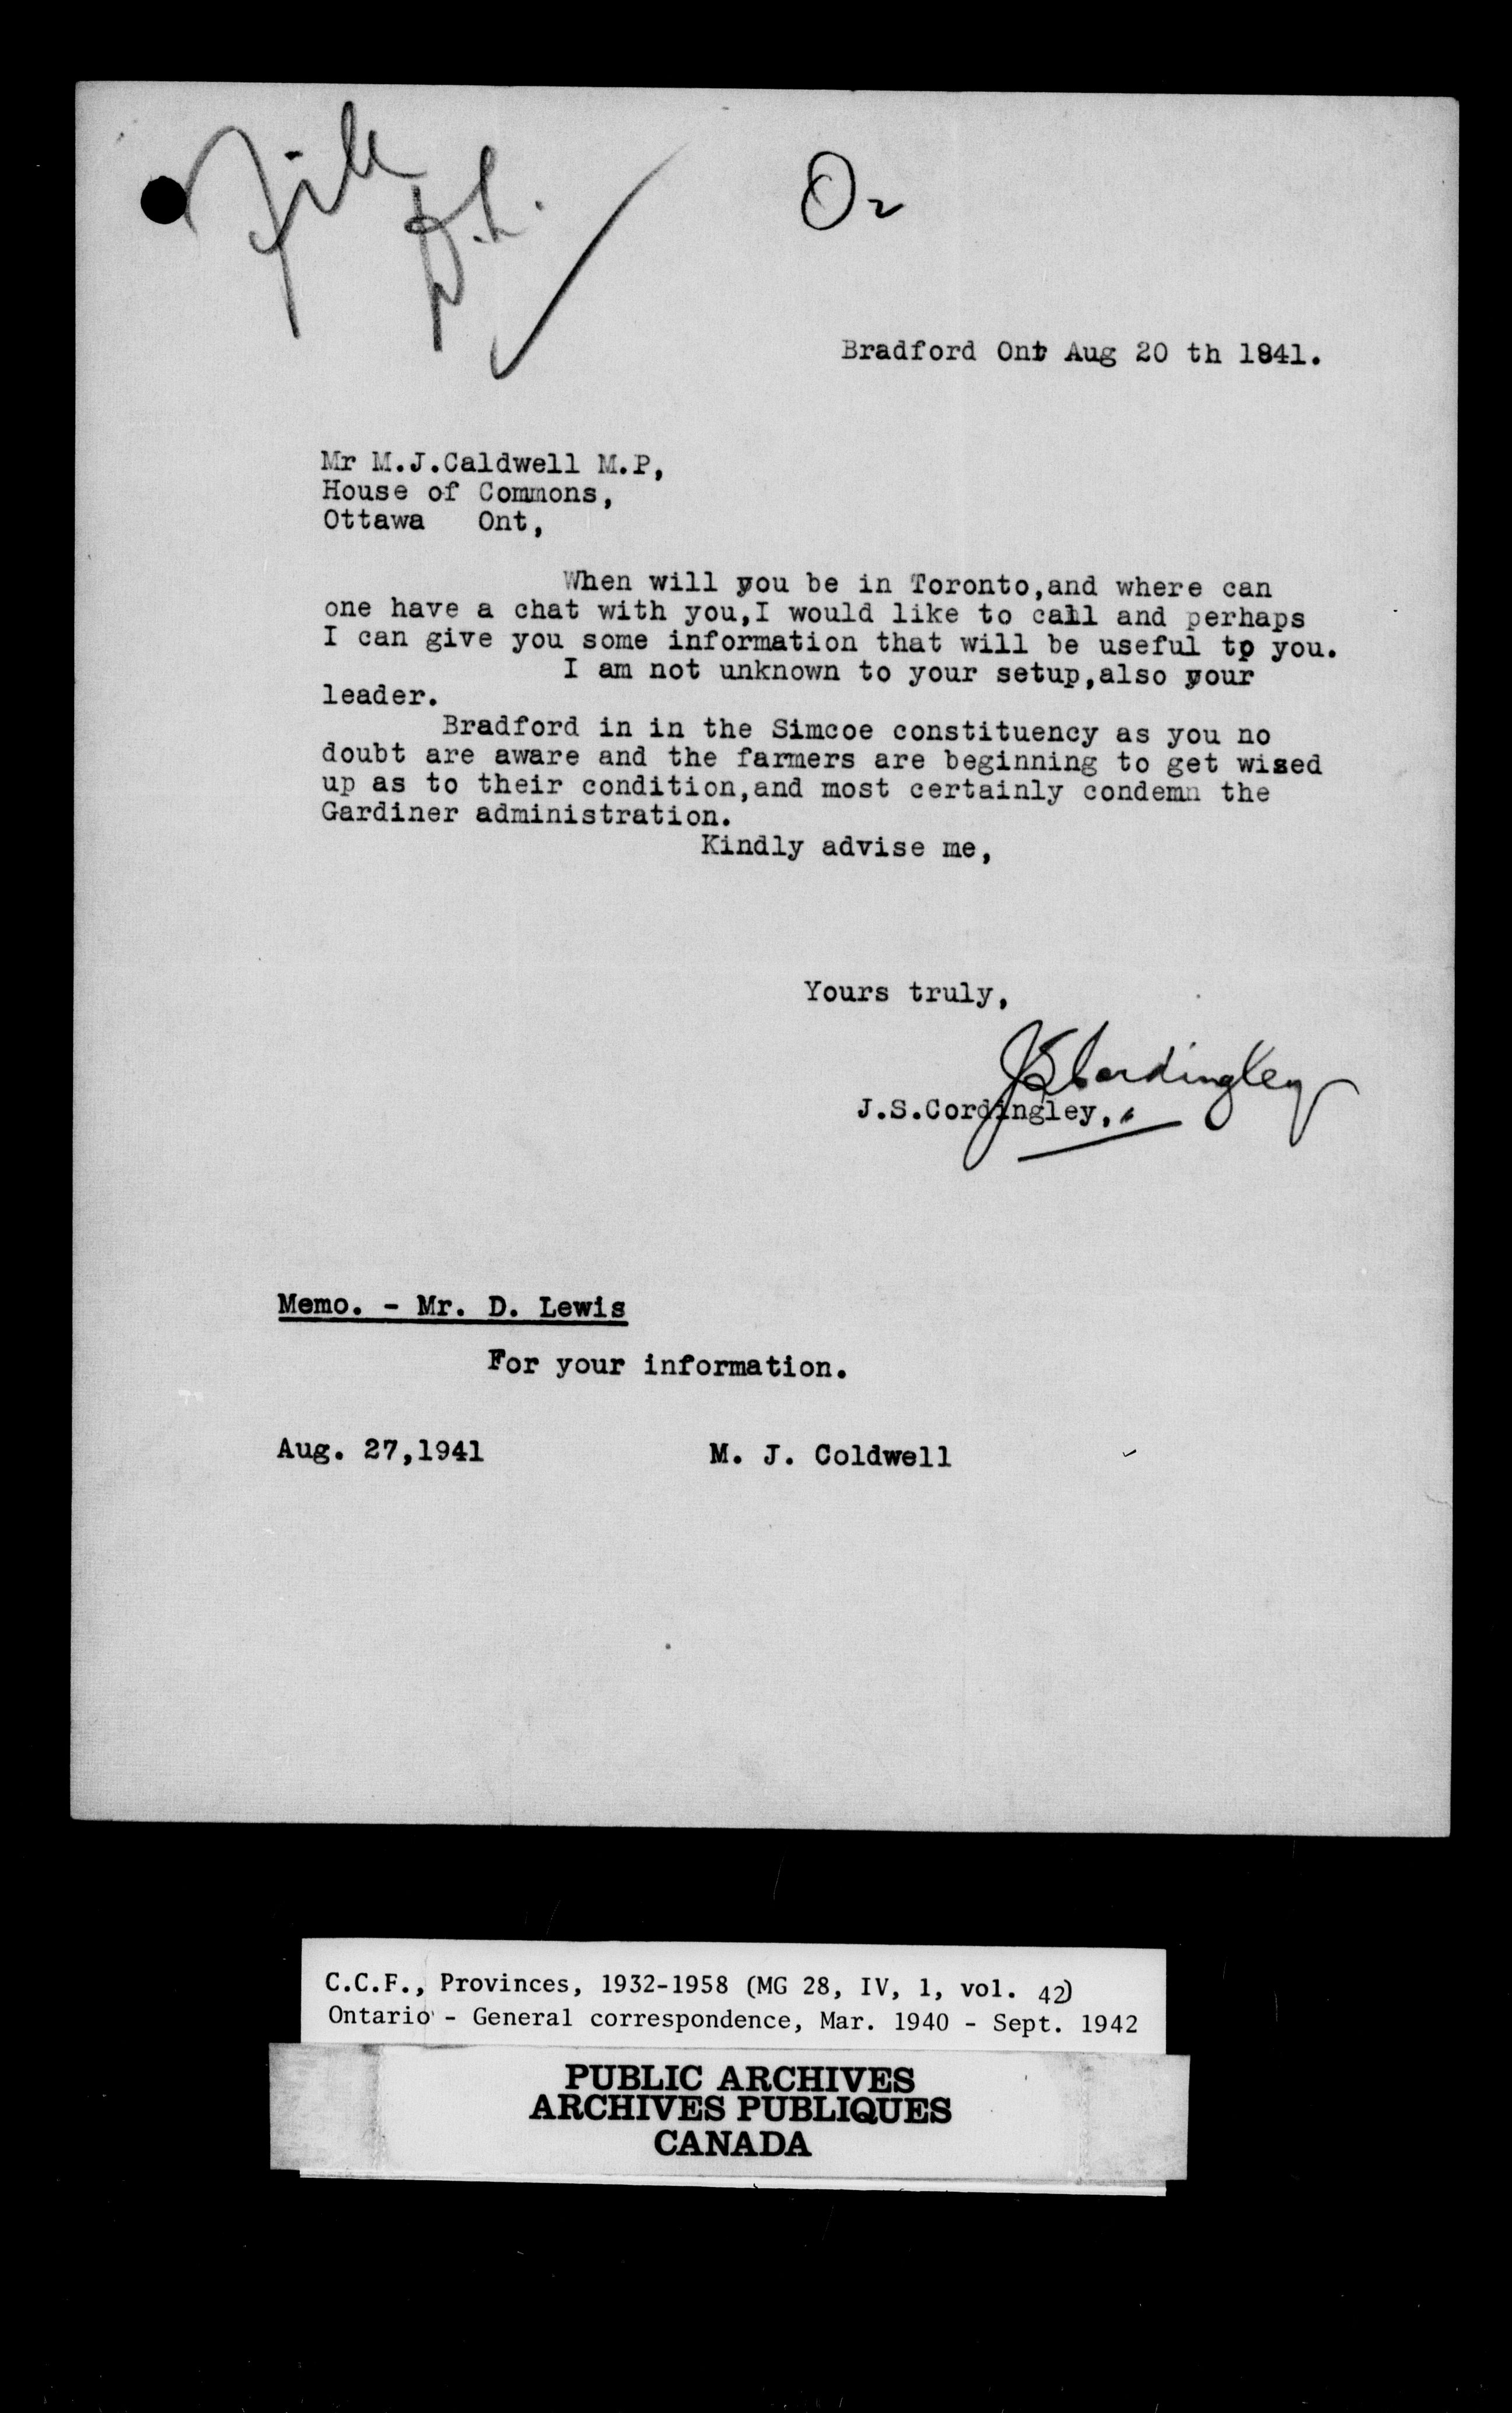 File
D.L.
O2
Bradford Ont Aug 20 th 1841.
Mr M.J.Caldwell M.P,
House of Commons,
Ottawa   Ont,
When will you be in Toronto,and where can
one have a chat with you,I would like to call and perhaps
I can give you some information that will be useful tp you.
I am not unknown to your setup,also your
leader.
Bradford in in the Simcoe constituency as you no
doubt are aware and the farmers are beginning to get wised
up as to their condition,and most certainly condemn the
Gardiner administration.
Kindly advise me,
Yours truly,
JSCordingley
J.S.Cordingley,
Memo. - Mr. D. Lewis
For your information.
Aug. 27,1941 M. J. Coldwell
C.C.F., Provinces, 1932-1958 (MG 28, IV, 1, vol. 42)
Ontario - General correspondence, Mar. 1940 - Sept. 1942
PUBLIC ARCHIVES
ARCHIVES PUBLIQUES
CANADA